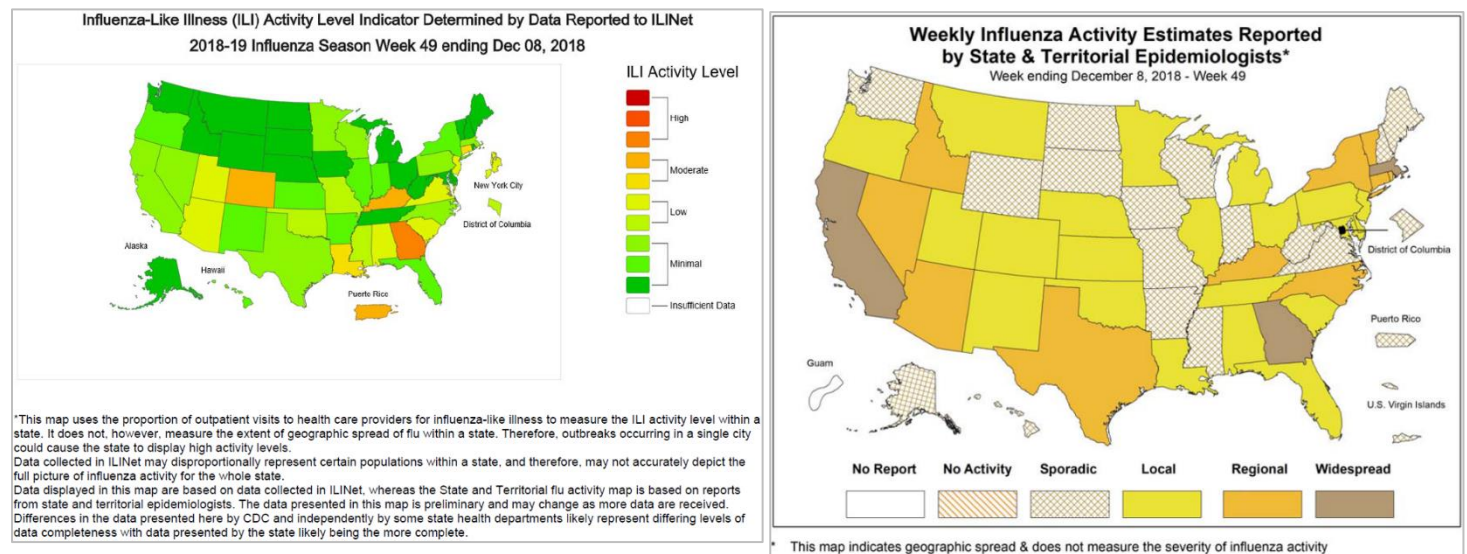 Influenza-Like Illness (ILI) Activity Level Indicator Determined by Data Reported to ILINet
2018-19 Influenza Season Week 49 ending Dec 08, 2018
ILI Activity Level
High
Moderate
Low
Minimal
Insufficient Data
New York City
District of Columbia
Alaska
Hawaii
Puerto Rico
*This map uses the proportion of outpatient visits to health care providers for influenza-like illness to measure the ILI activity level within a
state. It does not, however, measure the extent of geographic spread of flu within a state. Therefore, outbreaks occurring in a single city
could cause the state to display high activity levels.
Data collected in ILINet may disproportionally represent certain populations within a state, and therefore, may not accurately depict the
full picture of influenza activity for the whole state.
Data displayed in this map are based on data collected in ILINet, whereas the State and Territorial flu activity map is based on reports
from state and territorial epidemiologists. The data presented in this map is preliminary and may change as more data are received.
Differences in the data presented here by CDC and independently by some state health departments likely represent differing levels of
data completeness with data presented by the state likely being the more complete.
Weekly Influenza Activity Estimates Reported
by State & Territorial Epidemiologists*
Week ending December 8, 2018 - Week 49
District of Columbia
Puerto Rico
Guam
U.S. Virgin Islands
No Report No Activity Sporadic Local Regional Widespread
* This map indicates geographic spread & does not measure the severity of influenza activity